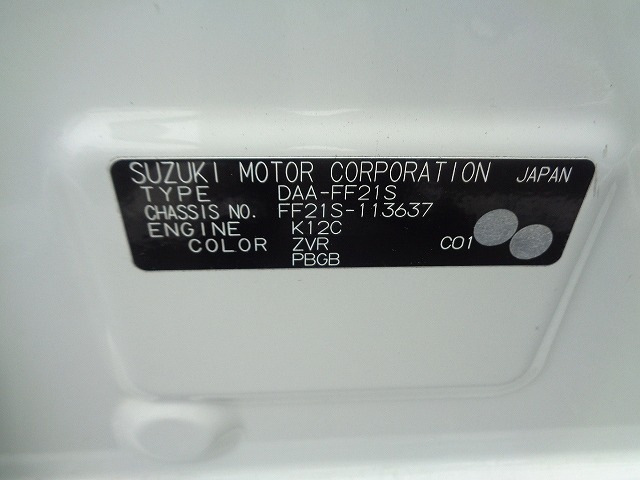 SUZUKI MOTOR CORPORATION JAPAN
TYPE DAA-FF21S
CHASSIS NO. FF21S-113637
ENGINE K12C
COLOR ZVR C01
PBGB